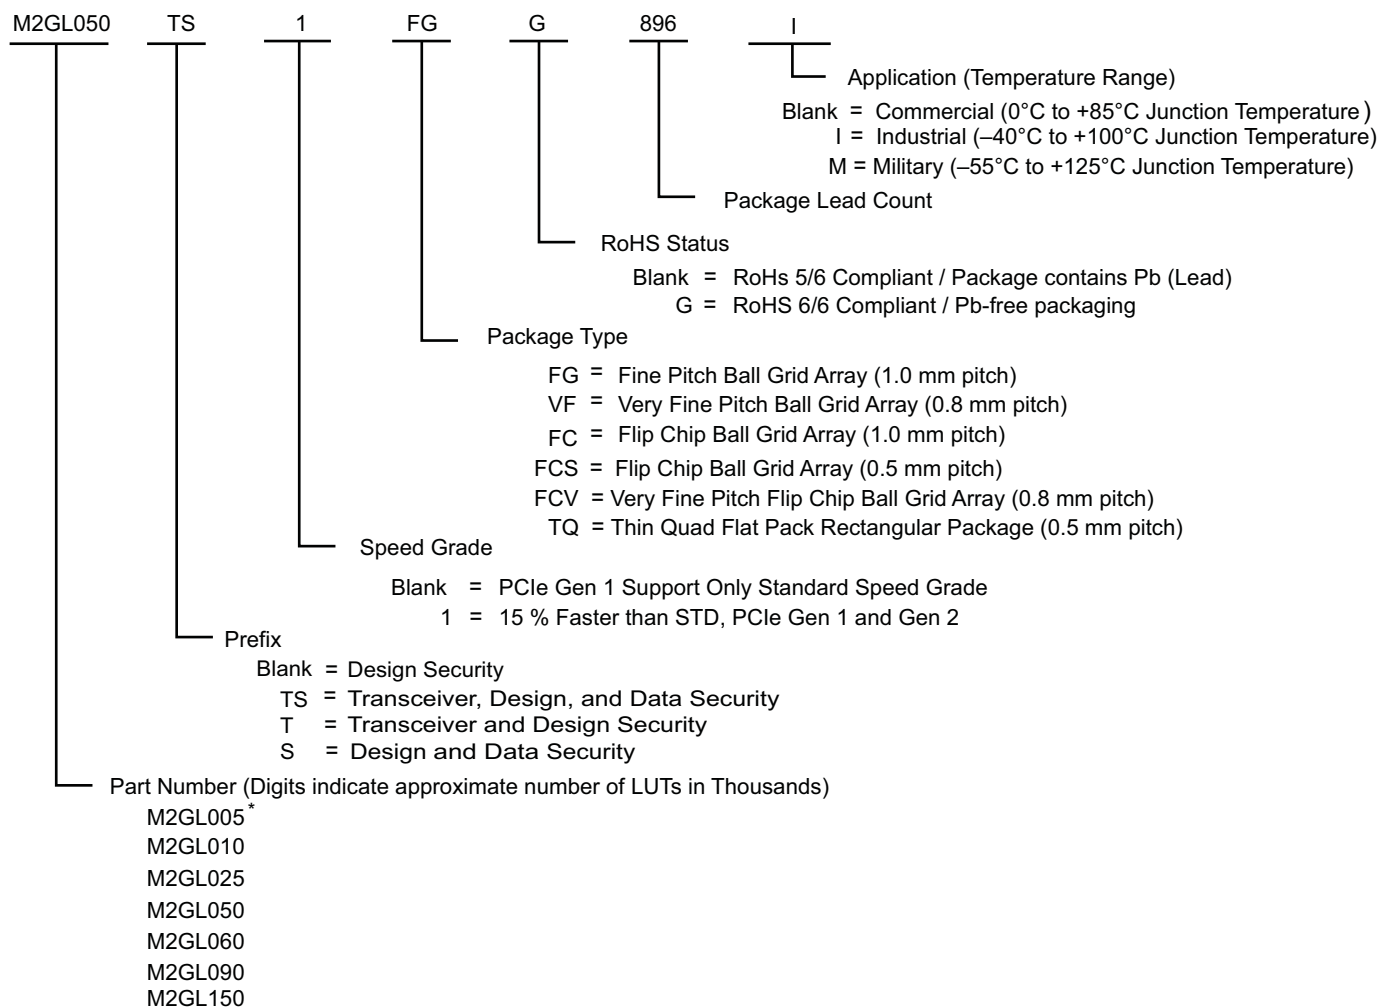 M2GL050 TS 1 FG G 896 I
Application (Temperature Range)
Blank = Commercial (0°C to +85°C Junction Temperature)
I = Industrial (–40°C to +100°C Junction Temperature)
M = Military (–55°C to +125°C Junction Temperature)
Package Lead Count
RoHS Status
Blank = RoHs 5/6 Compliant / Package contains Pb (Lead)
G = RoHS 6/6 Compliant / Pb-free packaging
Package Type
FG = Fine Pitch Ball Grid Array (1.0 mm pitch)
VF = Very Fine Pitch Ball Grid Array (0.8 mm pitch)
FC = Flip Chip Ball Grid Array (1.0 mm pitch)
FCS = Flip Chip Ball Grid Array (0.5 mm pitch)
FCV = Very Fine Pitch Flip Chip Ball Grid Array (0.8 mm pitch)
TQ = Thin Quad Flat Pack Rectangular Package (0.5 mm pitch)
Speed Grade
Blank = PCIe Gen 1 Support Only Standard Speed Grade
1 = 15 % Faster than STD, PCIe Gen 1 and Gen 2
Prefix
Blank = Design Security
TS = Transceiver, Design, and Data Security
T = Transceiver and Design Security
S = Design and Data Security
Part Number (Digits indicate approximate number of LUTs in Thousands)
M2GL005*
M2GL010
M2GL025
M2GL050
M2GL060
M2GL090
M2GL150